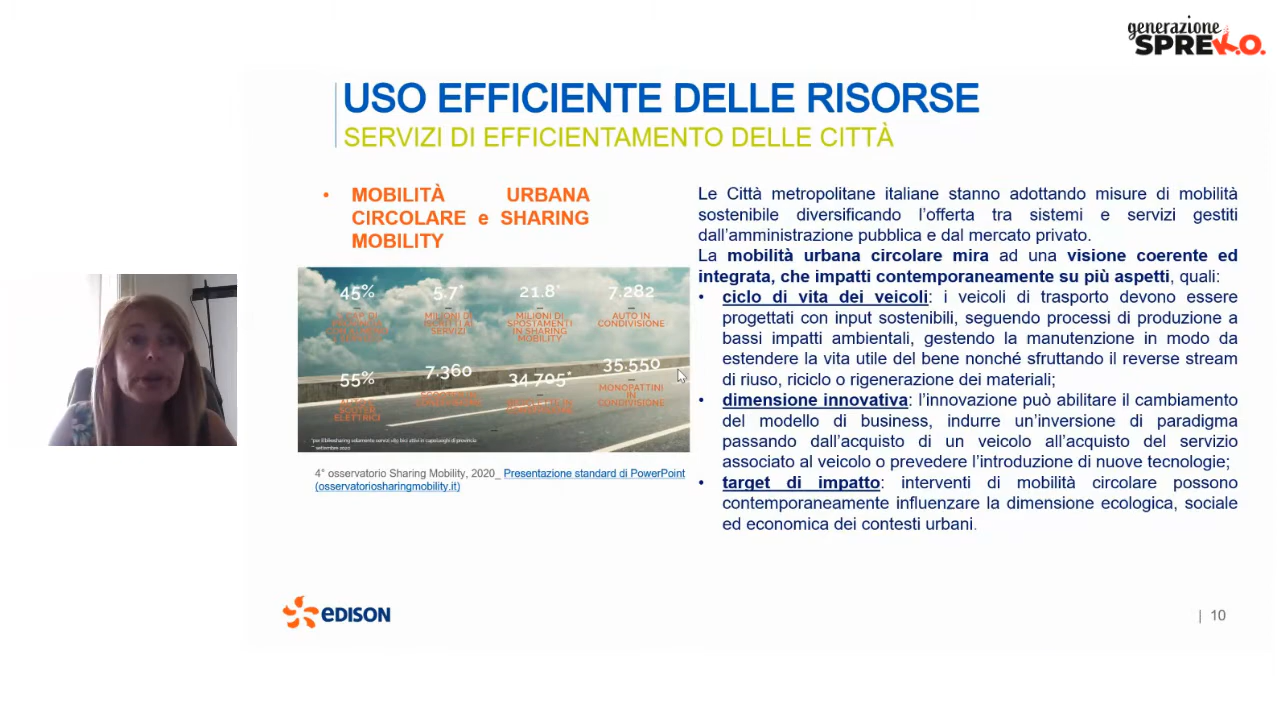 generazione
SPREK.O.
USO EFFICIENTE DELLE RISORSE
SERVIZI DI EFFICIENTAMENTO DELLE CITTÀ
• MOBILITÀ URBANA
CIRCOLARE e SHARING
MOBILITY
45%
5.7*
MILIONI DI
ISCRITTI AI
SERVIZI
21.8*
MILIONI DI
SPOSTAMENTI
IN SHARING
MOBILITY
7.282
AUTO IN
CONDIVISIONE
55%
ELETTRICI
7.360
34.705*
35.550
MONOPATTINI
IN
CONDIVISIONE
4° osservatorio Sharing Mobility, 2020_ Presentazione standard di PowerPoint
(osservatoriosharingmobility.it)
Le Città metropolitane italiane stanno adottando misure di mobilità
sostenibile diversificando l'offerta tra sistemi e servizi gestiti
dall'amministrazione pubblica e dal mercato privato.
La mobilità urbana circolare mira ad una visione coerente ed
integrata, che impatti contemporaneamente su più aspetti, quali:
• ciclo di vita dei veicoli: i veicoli di trasporto devono essere
progettati con input sostenibili, seguendo processi di produzione a
bassi impatti ambientali, gestendo la manutenzione in modo da
estendere la vita utile del bene nonché sfruttando il reverse stream
di riuso, riciclo o rigenerazione dei materiali;
• dimensione innovativa: l'innovazione può abilitare il cambiamento
del modello di business, indurre un'inversione di paradigma
passando dall'acquisto di un veicolo all'acquisto del servizio
associato al veicolo o prevedere l'introduzione di nuove tecnologie;
• target di impatto: interventi di mobilità circolare possono
contemporaneamente influenzare la dimensione ecologica, sociale
ed economica dei contesti urbani.
EDISON
| 10